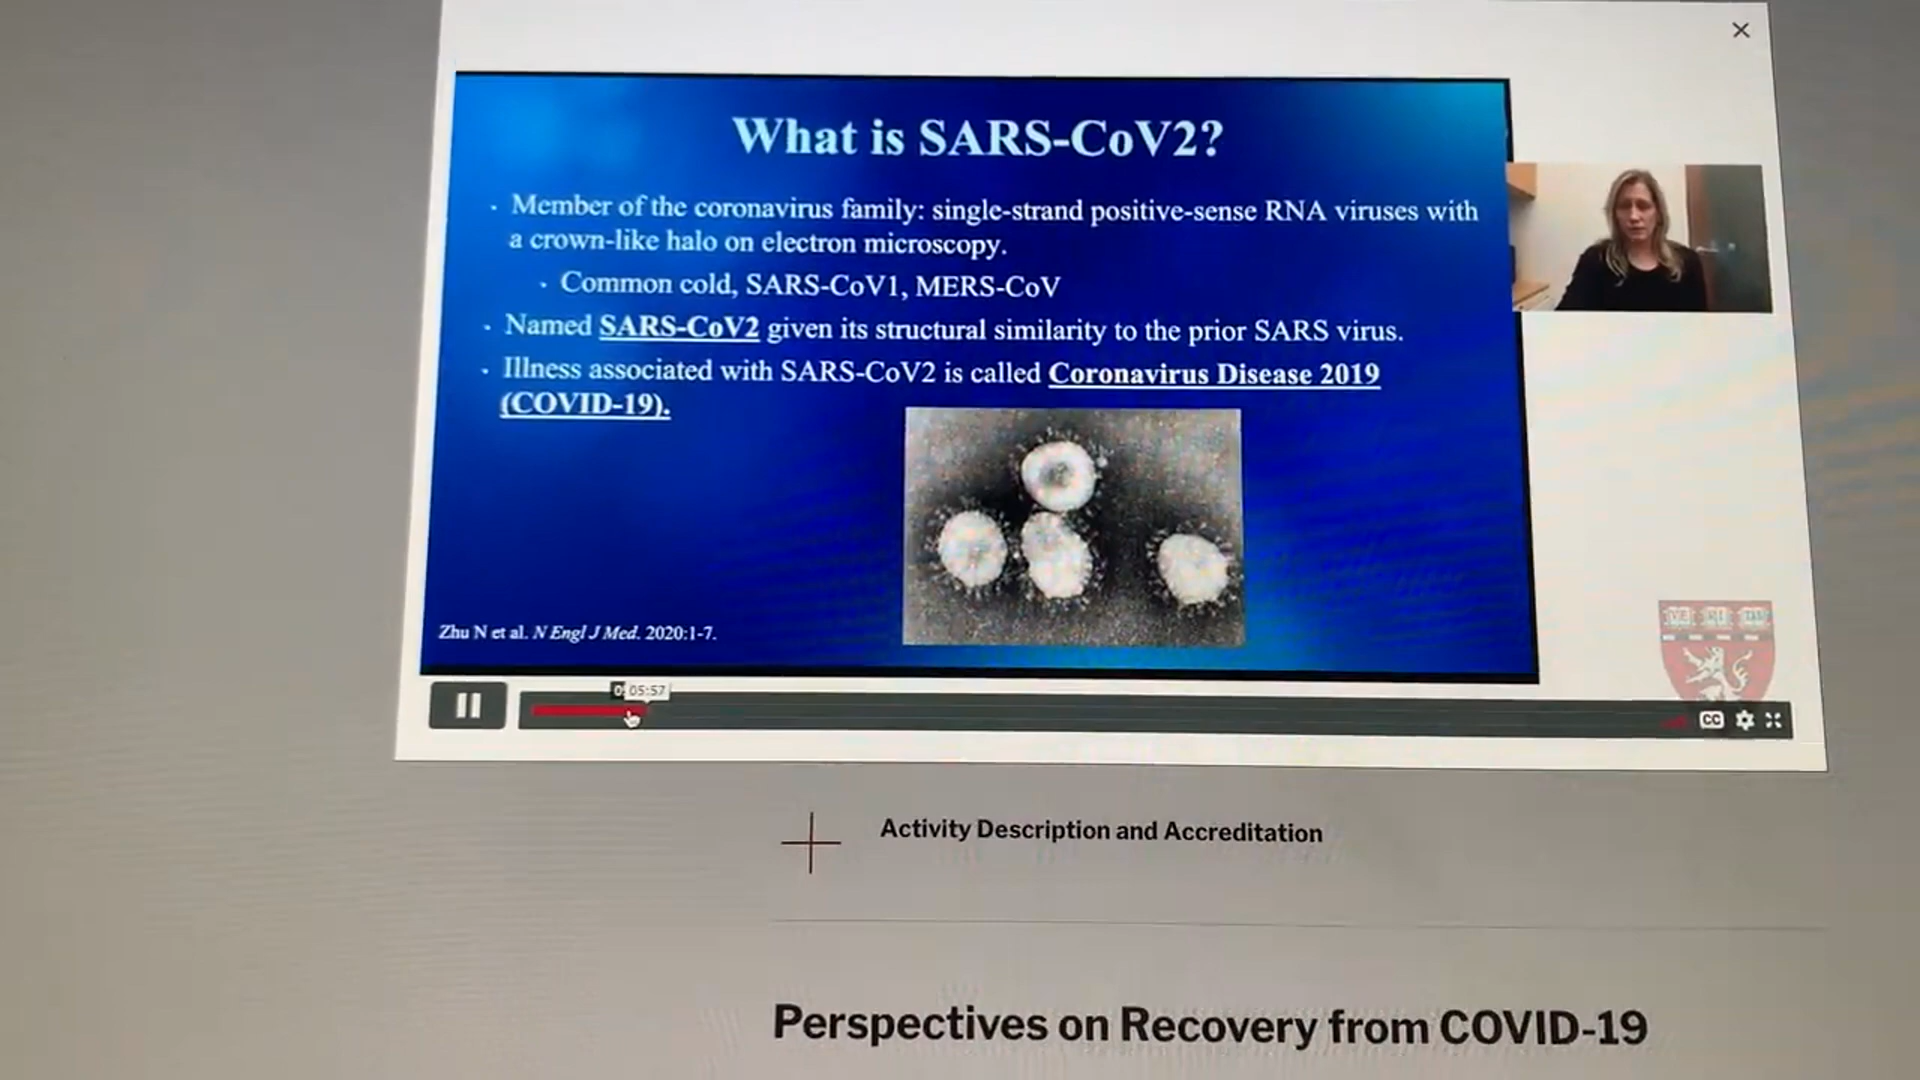 What is SARS-CoV2?
· Member of the coronavirus family: single-strand positive-sense RNA viruses with
a crown-like halo on electron microscopy.
· Common cold, SARS-CoV1, MERS-CoV
· Named SARS-CoV2 given its structural similarity to the prior SARS virus.
· Illness associated with SARS-CoV2 is called Coronavirus Disease 2019
(COVID-19).
Zhu N et al. N Engl J Med. 2020:1-7.
05:57
CC
Activity Description and Accreditation
Perspectives on Recovery from COVID-19